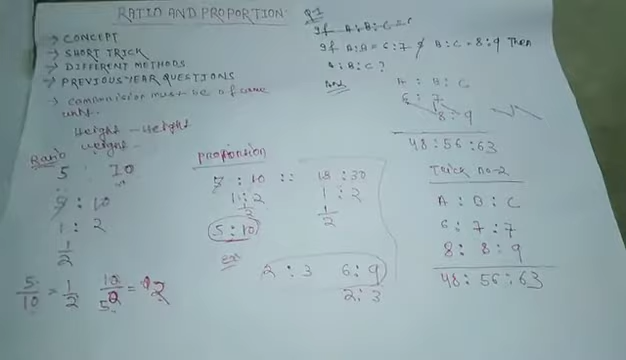 RATIO AND PROPORTION
→ CONCEPT
→ SHORT TRICK
→ DIFFERENT METHODS
→ PREVIOUS YEAR QUESTIONS
→ must be of same
unit.
Height - Height
weight.
Ratio
5 : 10
5 : 10
1 : 2
1/2
5/10 = 1/2
10/5 = 2
Proportion
5 : 10 :: 15 : 30
1 : 2 1 : 2
1/2 1/2
5 : 10
Ex
2 : 3 6 : 9
2 : 3
Q-1
If A : B : C =
If A:B = 6:7 B:C = 8:9 Then
A : B : C ?
Ans
A : B : C
6 : 7
8 : 9
48 : 56 : 63
Trick no-2
A : B : C
6 : 7 : 7
8 : 8 : 9
48 : 56 : 63